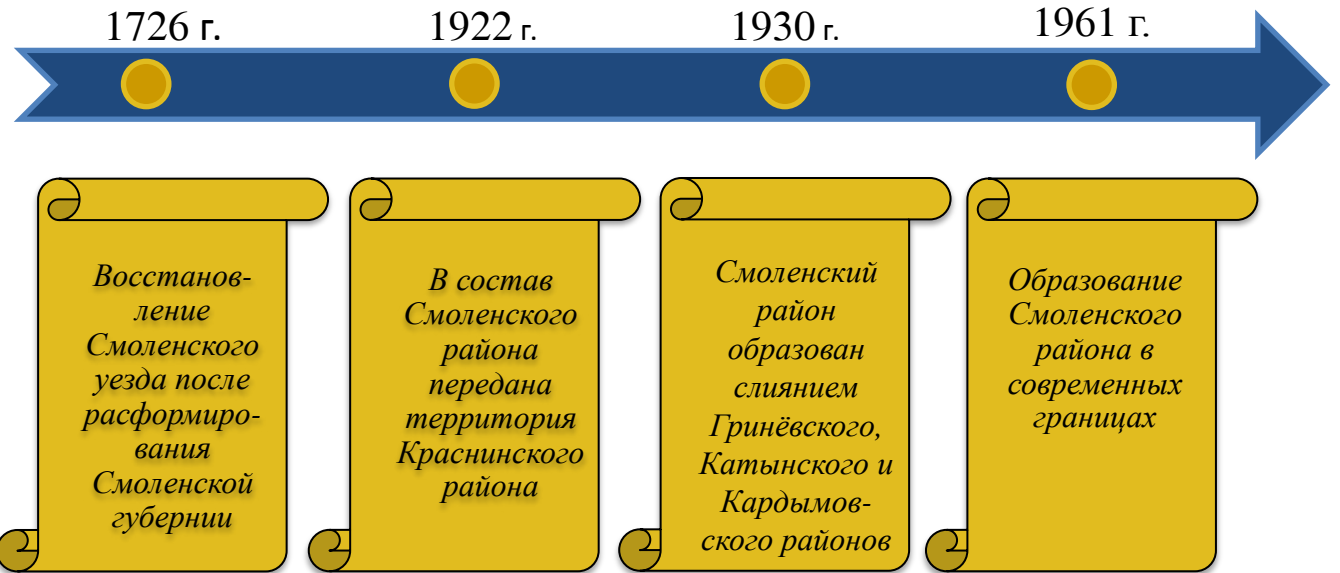 1726 г.
1922 г.
1930 г.
1961 г.
Восстанов-
ление
Смоленского
уезда после
расформиро-
вания
Смоленской
губернии
В состав
Смоленского
района
передана
территория
Краснинского
района
Смоленский
район
образован
слиянием
Гринёвского,
Катынского и
Кардымов-
ского районов
Образование
Смоленского
района в
современных
границах